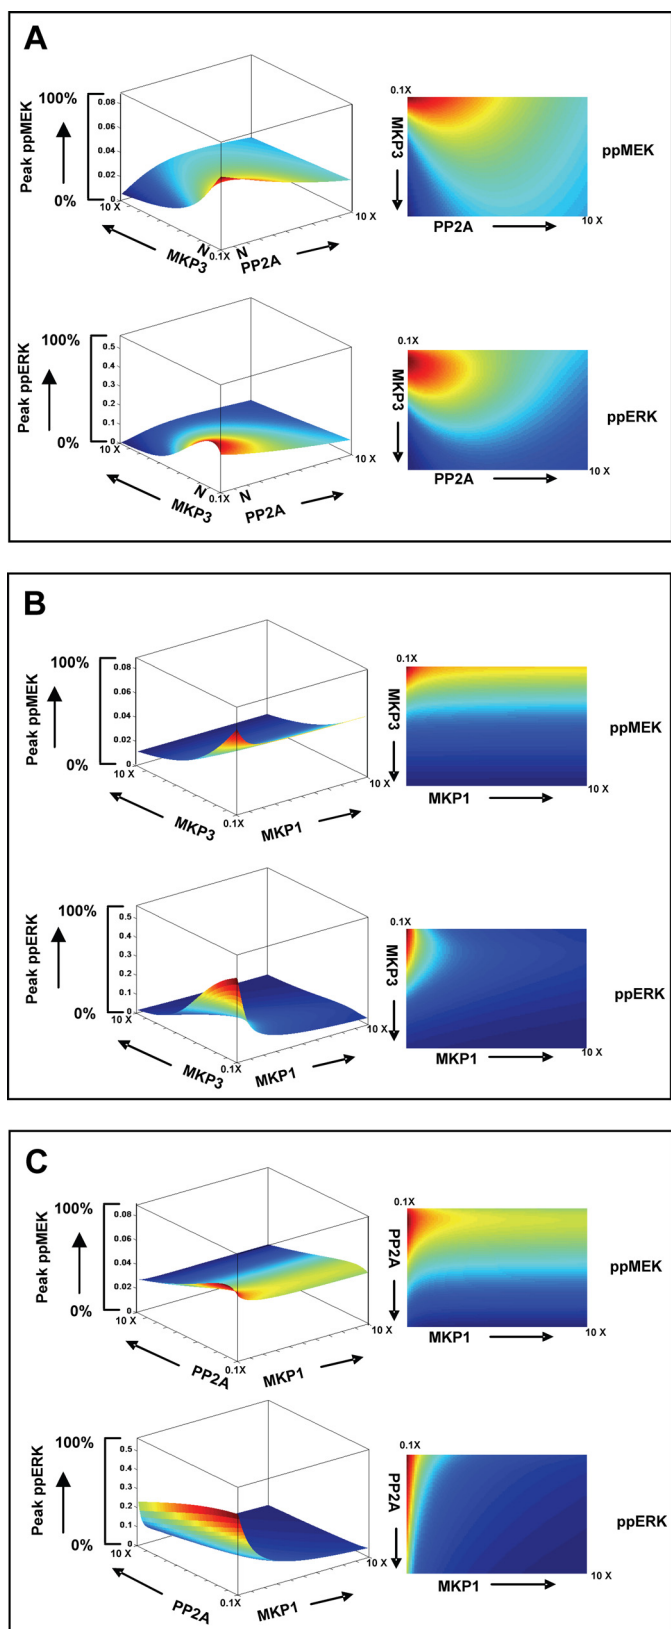 A
100%
0.08
0.06
0.04
0.02
0
0%
Peak ppMEK
10 X
MKP3
N
0.1X
N
PP2A
10 X
0.1X
MKP3
PP2A
10 X
ppMEK
100%
0.5
0.4
0.3
0.2
0.1
0
0%
Peak ppERK
10 X
MKP3
N
0.1X
N
PP2A
10 X
0.1X
MKP3
PP2A
10 X
ppERK
B
100%
0.08
0.06
0.04
0.02
0
0%
Peak ppMEK
10 X
MKP3
0.1X
MKP1
10 X
0.1X
MKP3
MKP1
10 X
ppMEK
100%
0.5
0.4
0.3
0.2
0.1
0
0%
Peak ppERK
10 X
MKP3
0.1X
MKP1
10 X
0.1X
MKP3
MKP1
10 X
ppERK
C
100%
0.08
0.06
0.04
0.02
0
0%
Peak ppMEK
10 X
PP2A
0.1X
MKP1
10 X
0.1X
PP2A
MKP1
10 X
ppMEK
100%
0.5
0.4
0.3
0.2
0.1
0
0%
Peak ppERK
10 X
PP2A
0.1X
MKP1
10 X
0.1X
PP2A
MKP1
10 X
ppERK